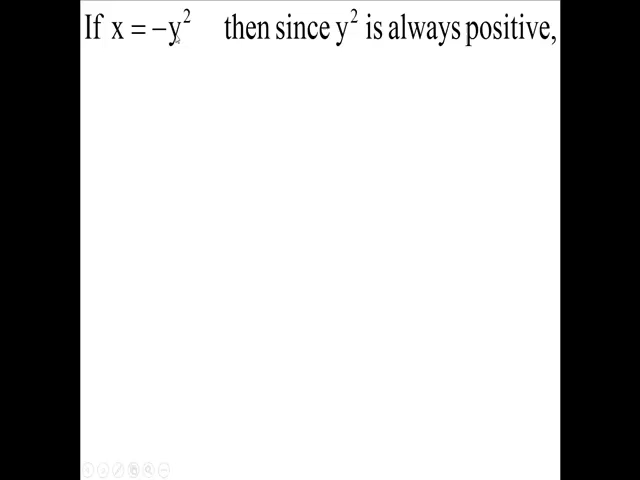 If x = −y² then since y² is always positive,